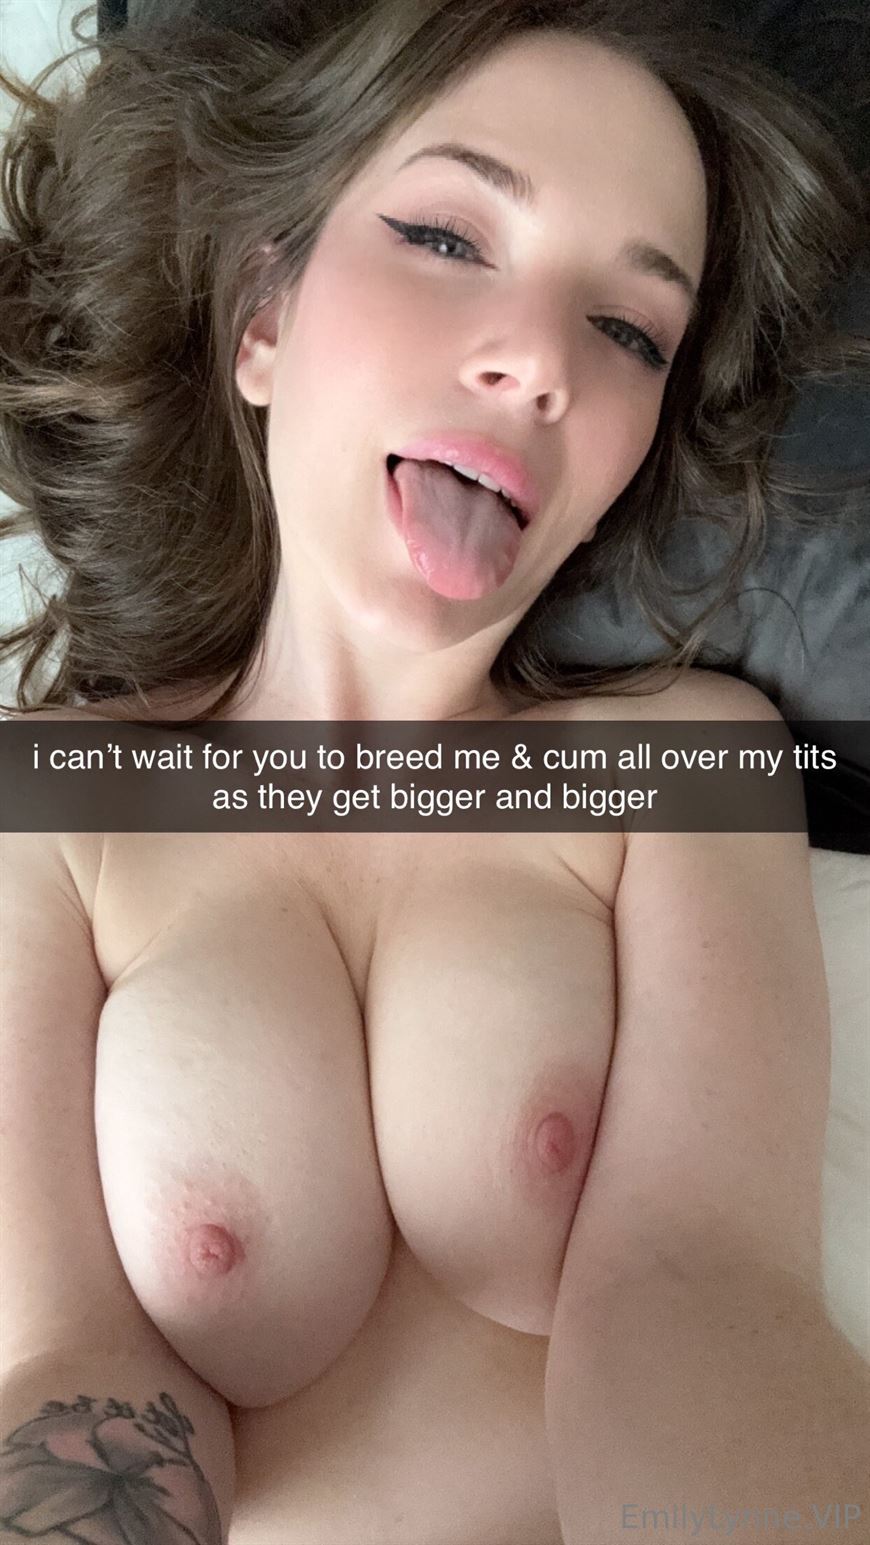 i can’t wait for you to breed me & cum all over my tits
as they get bigger and bigger
EmilyLynne.VIP